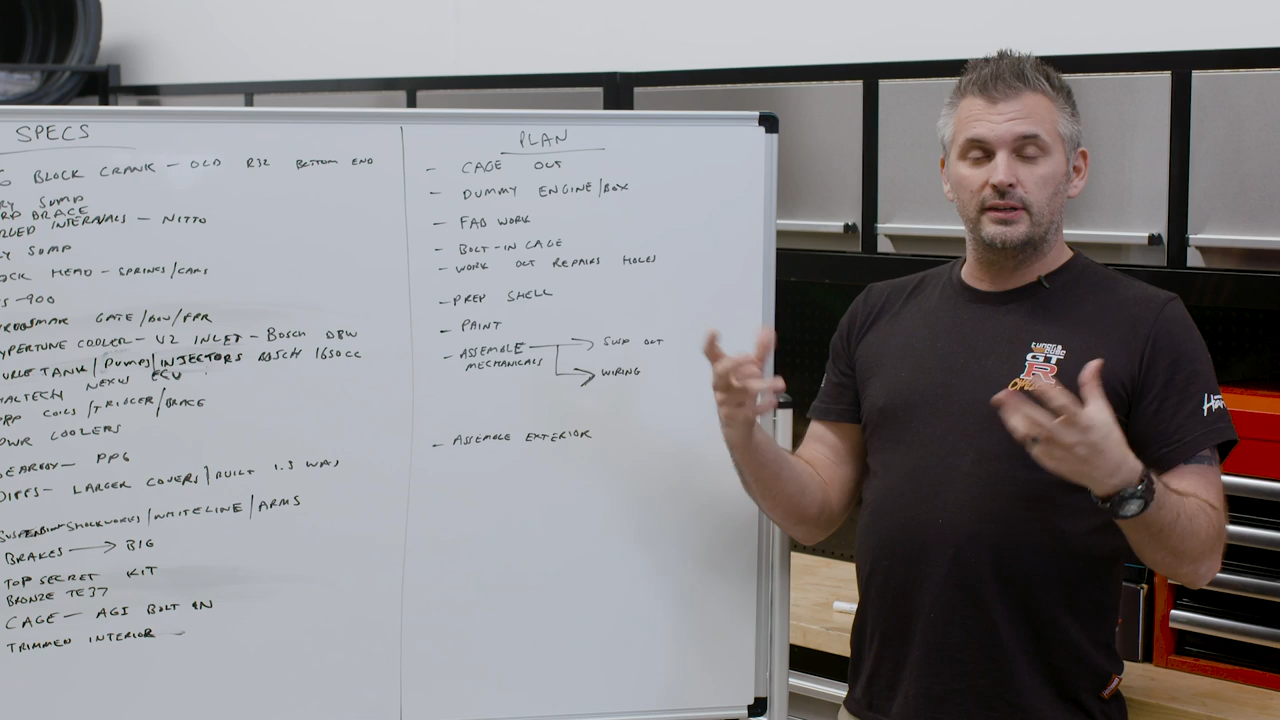 SPECS
BLOCK CRANK - OLD R32 BOTTOM END
SUMP
BRACE
INTERNALS - NITTO
SUMP
HEAD - SPRINGS/CAMS
-900
GATE/BOV/FPR
COOLER - V2 INLET - BOSCH DBW
TANK/PUMPS/INJECTORS BOSCH 1650CC
NEXUS ECU
COILS/TRIGGER/BRACE
COOLERS
PPG
DIFFS - LARGER COVERS/BUILT 1.5 WAY
SHOCKWORKS/WHITELINE/ARMS
BRAKES → BIG
TOP SECRET KIT
BRONZE TE37
CAGE - AGI BOLT IN
TRIMMEN INTERIOR -
PLAN
- CAGE OUT
- DUMMY ENGINE/BOX
- FAB WORK
- BOLT-IN CAGE
- WORK OUT REPAIRS HOLES
- PREP SHELL
- PAINT
- ASSEMBLE MECHANICALS → SWAP OUT
→ WIRING
- ASSEMBLE EXTERIOR
GT
R